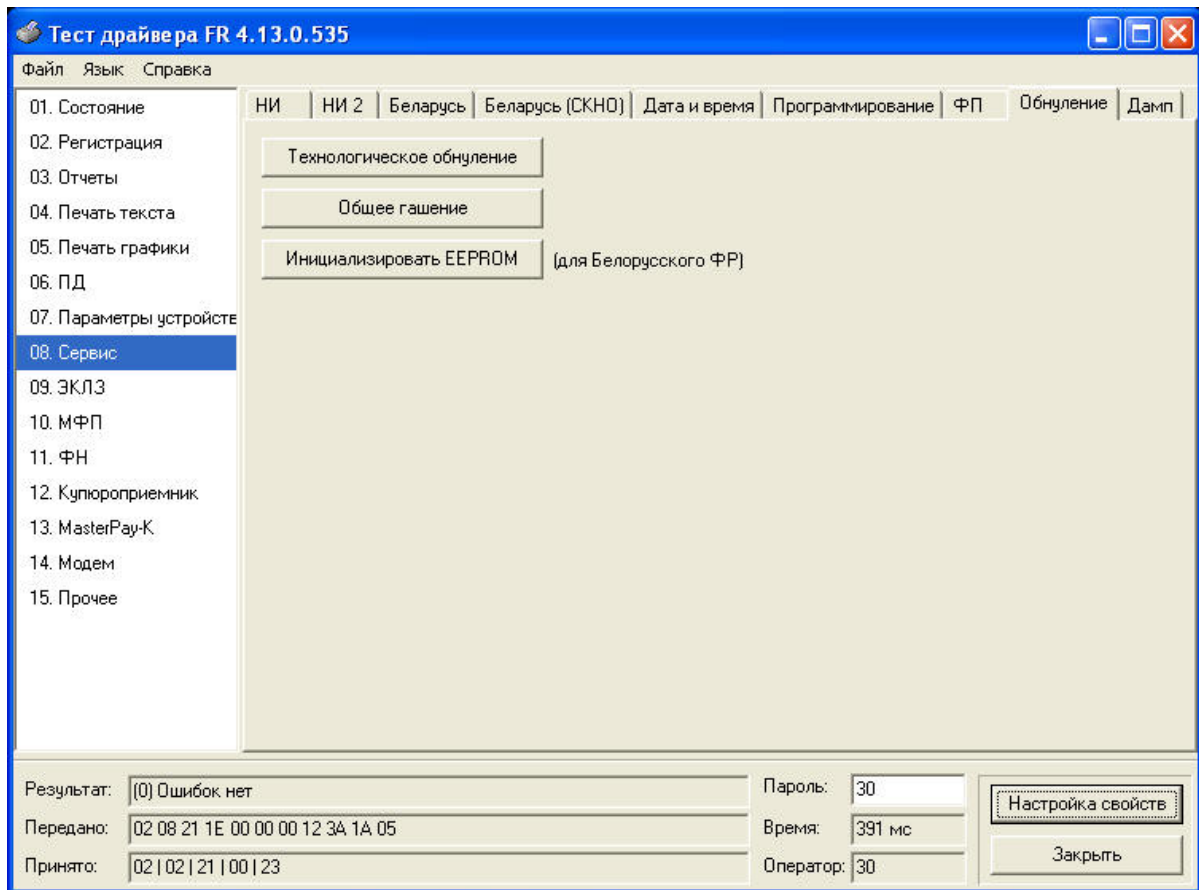 Тест драйвера FR 4.13.0.535
Файл Язык Справка
01. Состояние
02. Регистрация
03. Отчеты
04. Печать текста
05. Печать графики
06. ПД
07. Параметры устройств
08. Сервис
09. ЭКЛЗ
10. МФП
11. ФН
12. Купюроприемник
13. MasterPay-K
14. Модем
15. Прочее
НИ НИ 2 Беларусь Беларусь (СКНО) Дата и время Программирование ФП Обнуление Дамп
Технологическое обнуление
Общее гашение
Инициализировать EEPROM (для Белорусского ФР)
Результат: (0) Ошибок нет
Передано: 02 08 21 1E 00 00 00 12 3A 1A 05
Принято: 02 | 02 | 21 | 00 | 23
Пароль: 30
Время: 391 мс
Оператор: 30
Настройка свойств
Закрыть